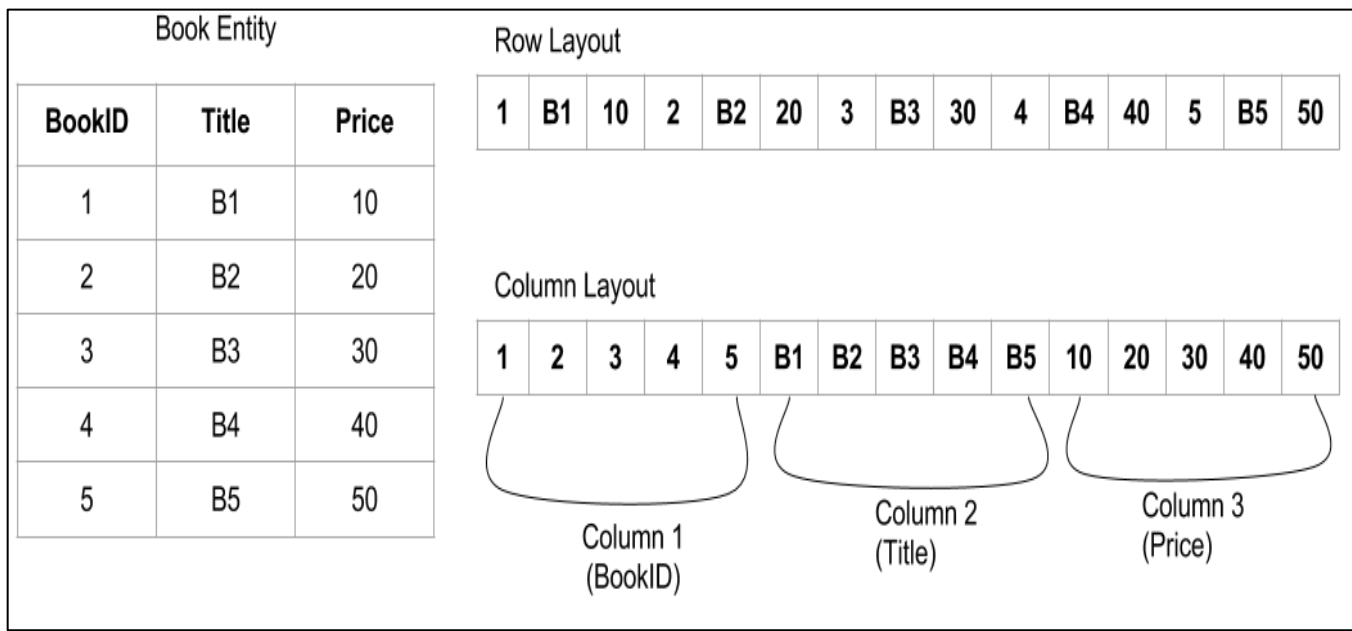 Book Entity
BookID Title Price
1 B1 10
2 B2 20
3 B3 30
4 B4 40
5 B5 50
Row Layout
1 B1 10 2 B2 20 3 B3 30 4 B4 40 5 B5 50
Column Layout
1 2 3 4 5 B1 B2 B3 B4 B5 10 20 30 40 50
Column 1
(BookID)
Column 2
(Title)
Column 3
(Price)